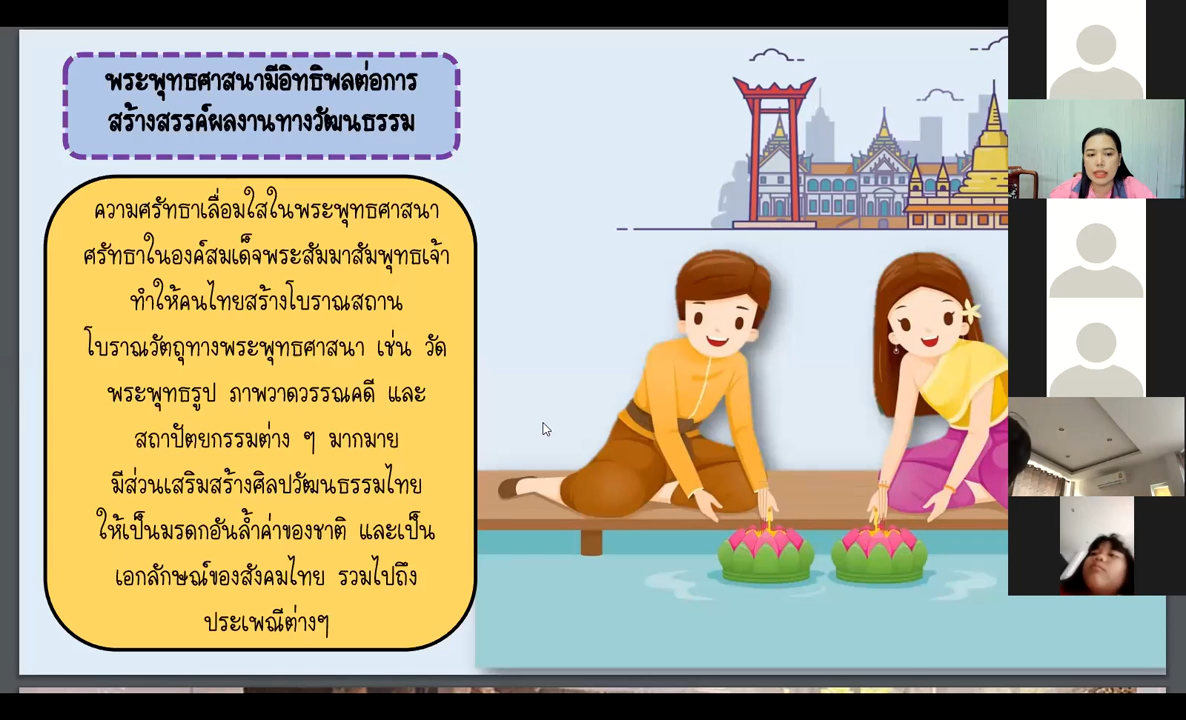 พระพุทธศาสนามีอิทธิพลต่อการ
สร้างสรรค์ผลงานทางวัฒนธรรม
ความศรัทธาเลื่อมใสในพระพุทธศาสนา
ศรัทธาในองค์สมเด็จพระสัมมาสัมพุทธเจ้า
ทำให้คนไทยสร้างโบราณสถาน
โบราณวัตถุทางพระพุทธศาสนา เช่น วัด
พระพุทธรูป ภาพวาดวรรณคดี และ
สถาปัตยกรรมต่าง ๆ มากมาย
มีส่วนเสริมสร้างศิลปวัฒนธรรมไทย
ให้เป็นมรดกอันล้ำค่าของชาติ และเป็น
เอกลักษณ์ของสังคมไทย รวมไปถึง
ประเพณีต่างๆ